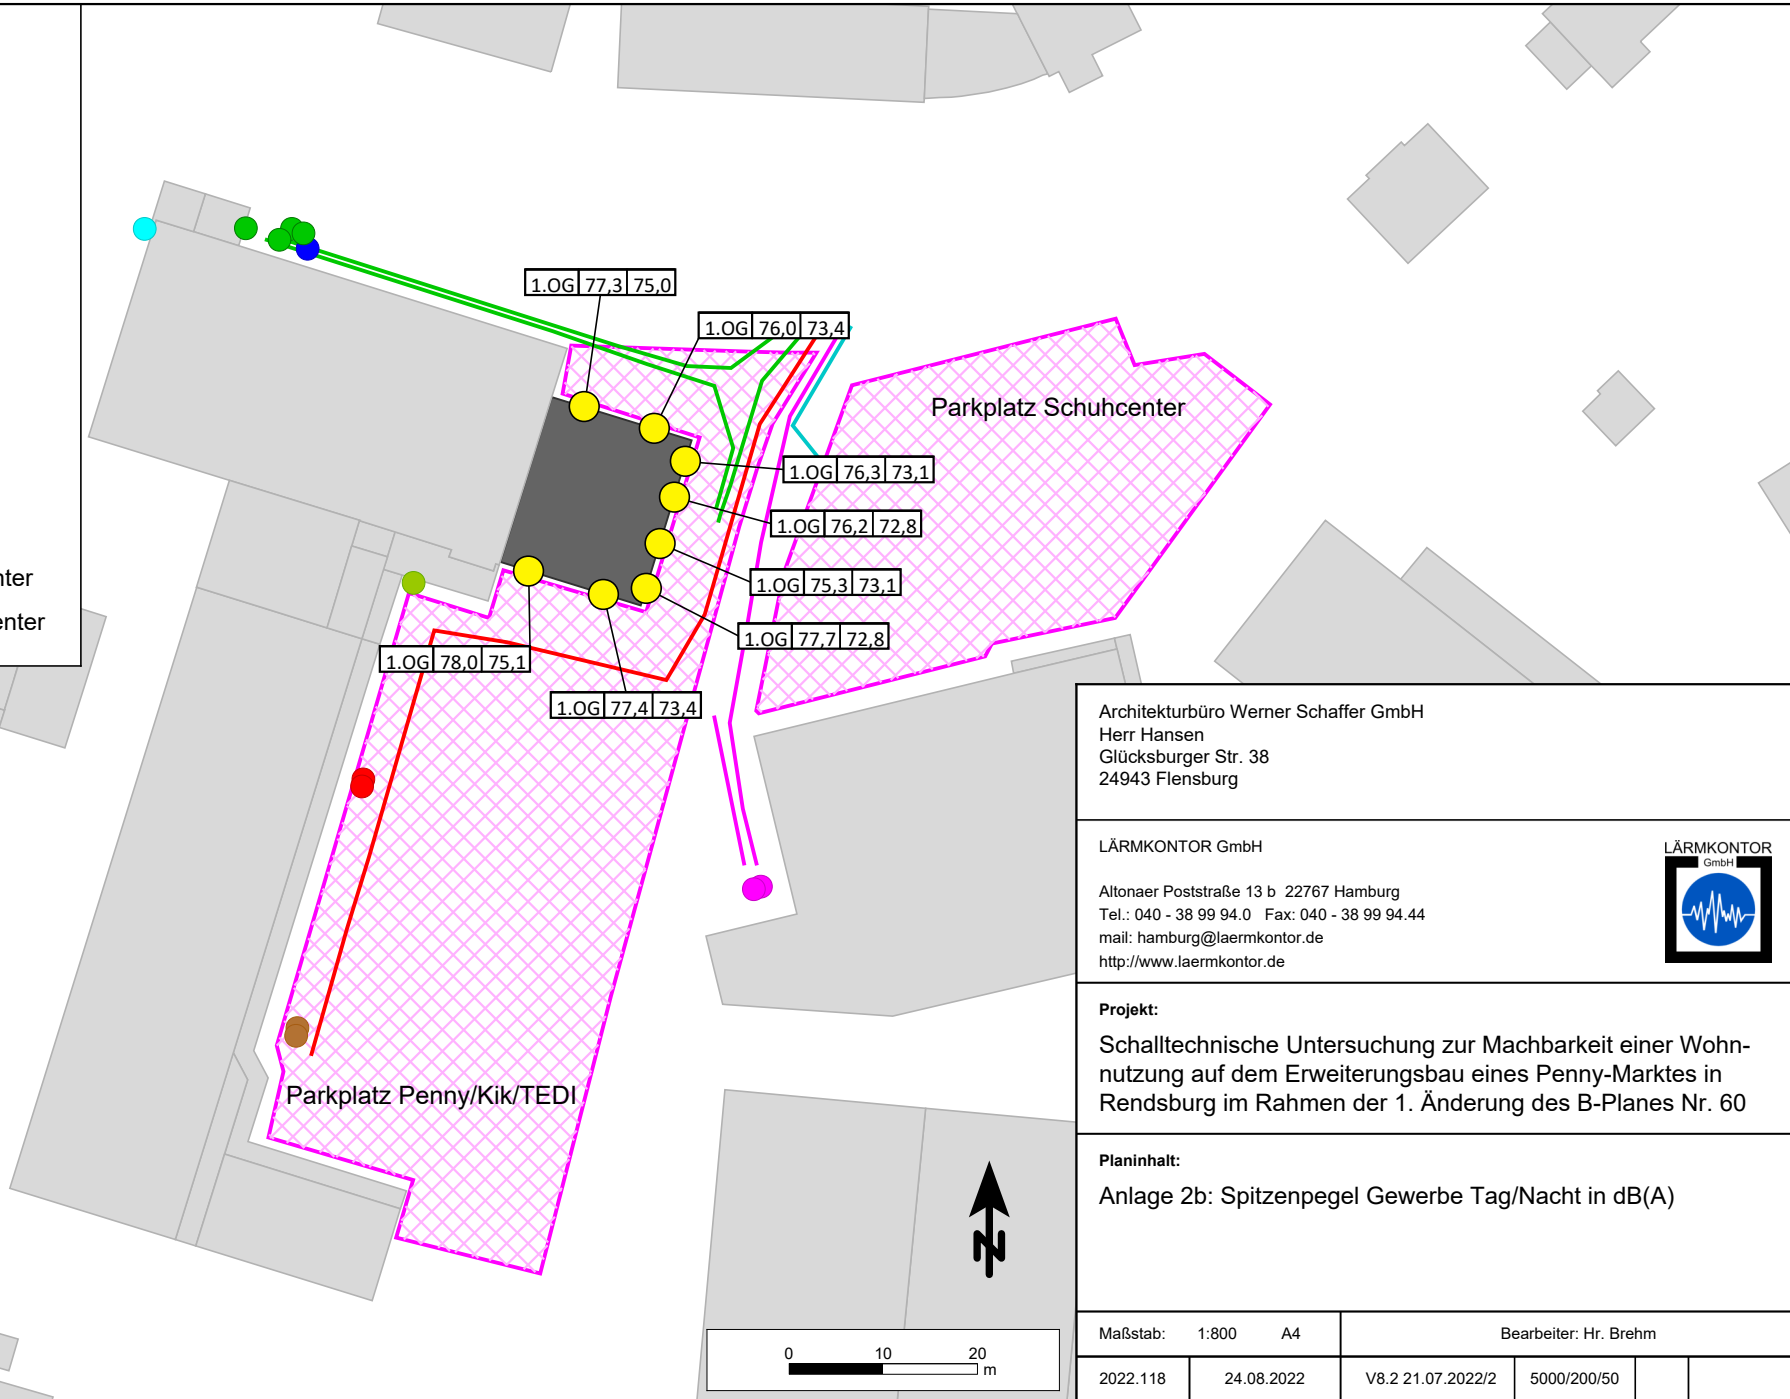 nter
enter
1.OG 77,3 75,0
1.OG 76,0 73,4
Parkplatz Schuhcenter
1.OG 76,3 73,1
1.OG 76,2 72,8
1.OG 75,3 73,1
1.OG 77,7 72,8
1.OG 78,0 75,1
1.OG 77,4 73,4
Parkplatz Penny/Kik/TEDI
N
0 10 20
m
Architekturbüro Werner Schaffer GmbH
Herr Hansen
Glücksburger Str. 38
24943 Flensburg
LÄRMKONTOR GmbH
Altonaer Poststraße 13 b 22767 Hamburg
Tel.: 040 - 38 99 94.0 Fax: 040 - 38 99 94.44
mail: hamburg@laermkontor.de
http://www.laermkontor.de
LÄRMKONTOR
GmbH
Projekt:
Schalltechnische Untersuchung zur Machbarkeit einer Wohn-
nutzung auf dem Erweiterungsbau eines Penny-Marktes in
Rendsburg im Rahmen der 1. Änderung des B-Planes Nr. 60
Planinhalt:
Anlage 2b: Spitzenpegel Gewerbe Tag/Nacht in dB(A)
Maßstab: 1:800 A4 Bearbeiter: Hr. Brehm
2022.118 24.08.2022 V8.2 21.07.2022/2 5000/200/50